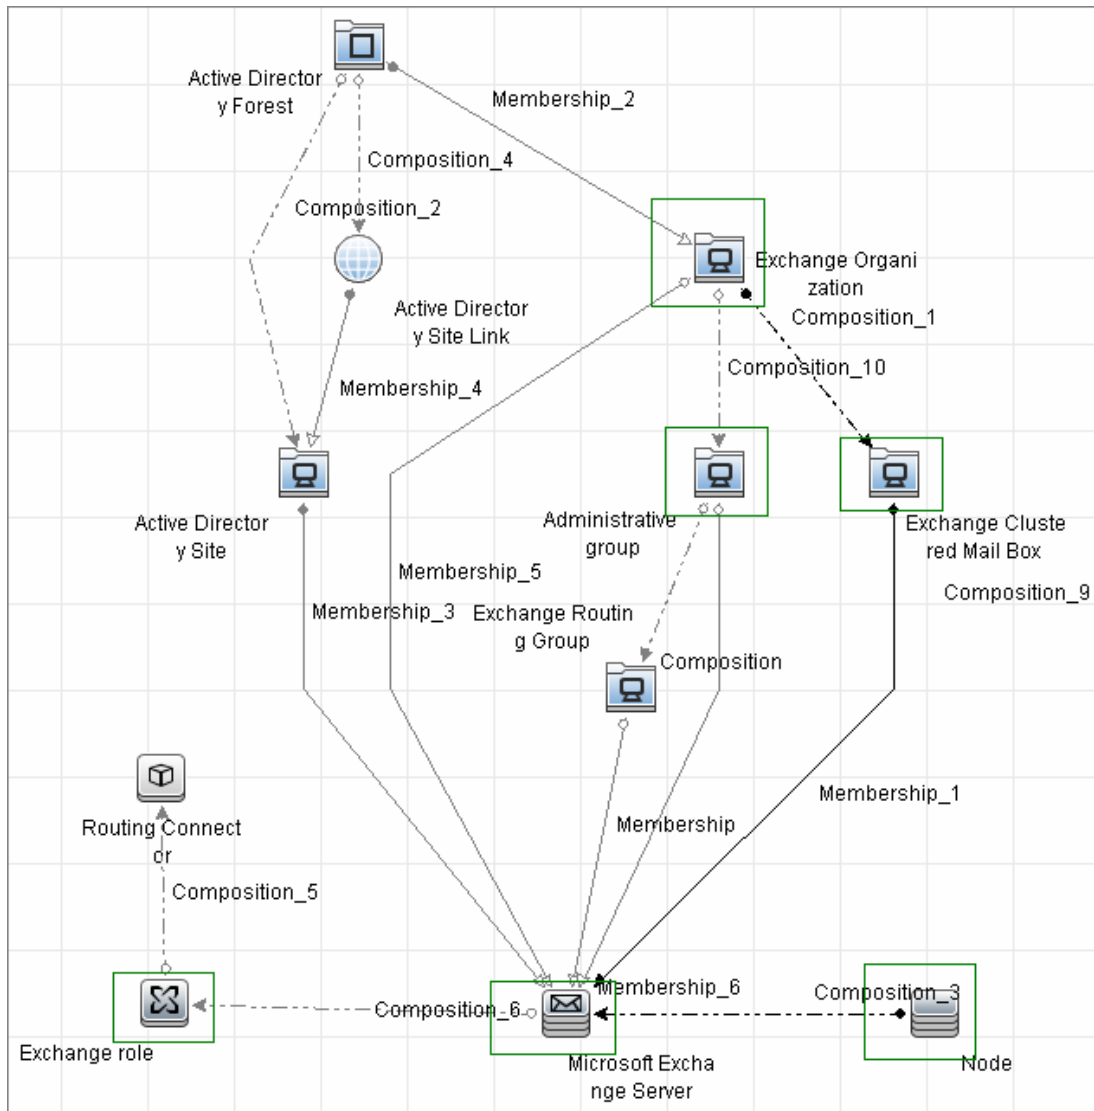 Active Director
y Forest
Membership_2
Composition_4
Composition_2
Exchange Organi
zation
Active Director
y Site Link
Composition_1
Composition_10
Membership_4
Active Director
y Site
Administrative
group
Exchange Cluste
red Mail Box
Membership_5
Composition_9
Membership_3
Exchange Routin
g Group
Composition
Membership_1
Membership
Routing Connect
or
Composition_5
Membership_6
Composition_3
Composition_6
Exchange role
Microsoft Excha
nge Server
Node